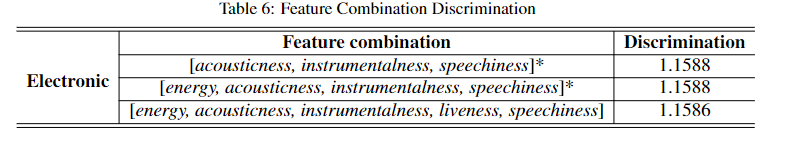 Table 6: Feature Combination Discrimination
Feature combination Discrimination
[acousticness, instrumentalness, speechiness]* 1.1588
Electronic [energy, acousticness, instrumentalness, speechiness]* 1.1588
[energy, acousticness, instrumentalness, liveness, speechiness] 1.1586